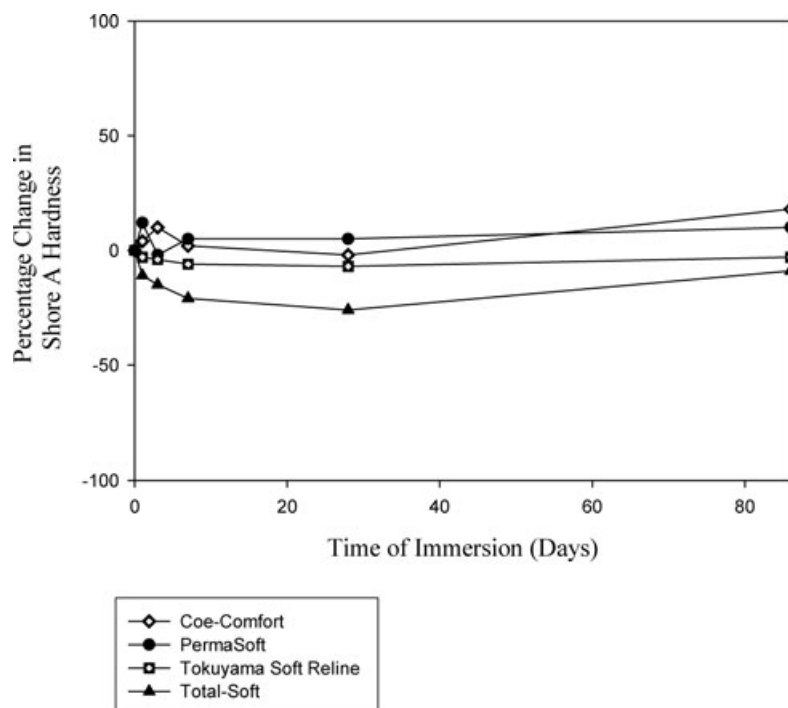 100
50
0
-50
-100
Percentage Change in
Shore A Hardness
0 20 40 60 80
Time of Immersion (Days)
Coe-Comfort
PermaSoft
Tokuyama Soft Reline
Total-Soft